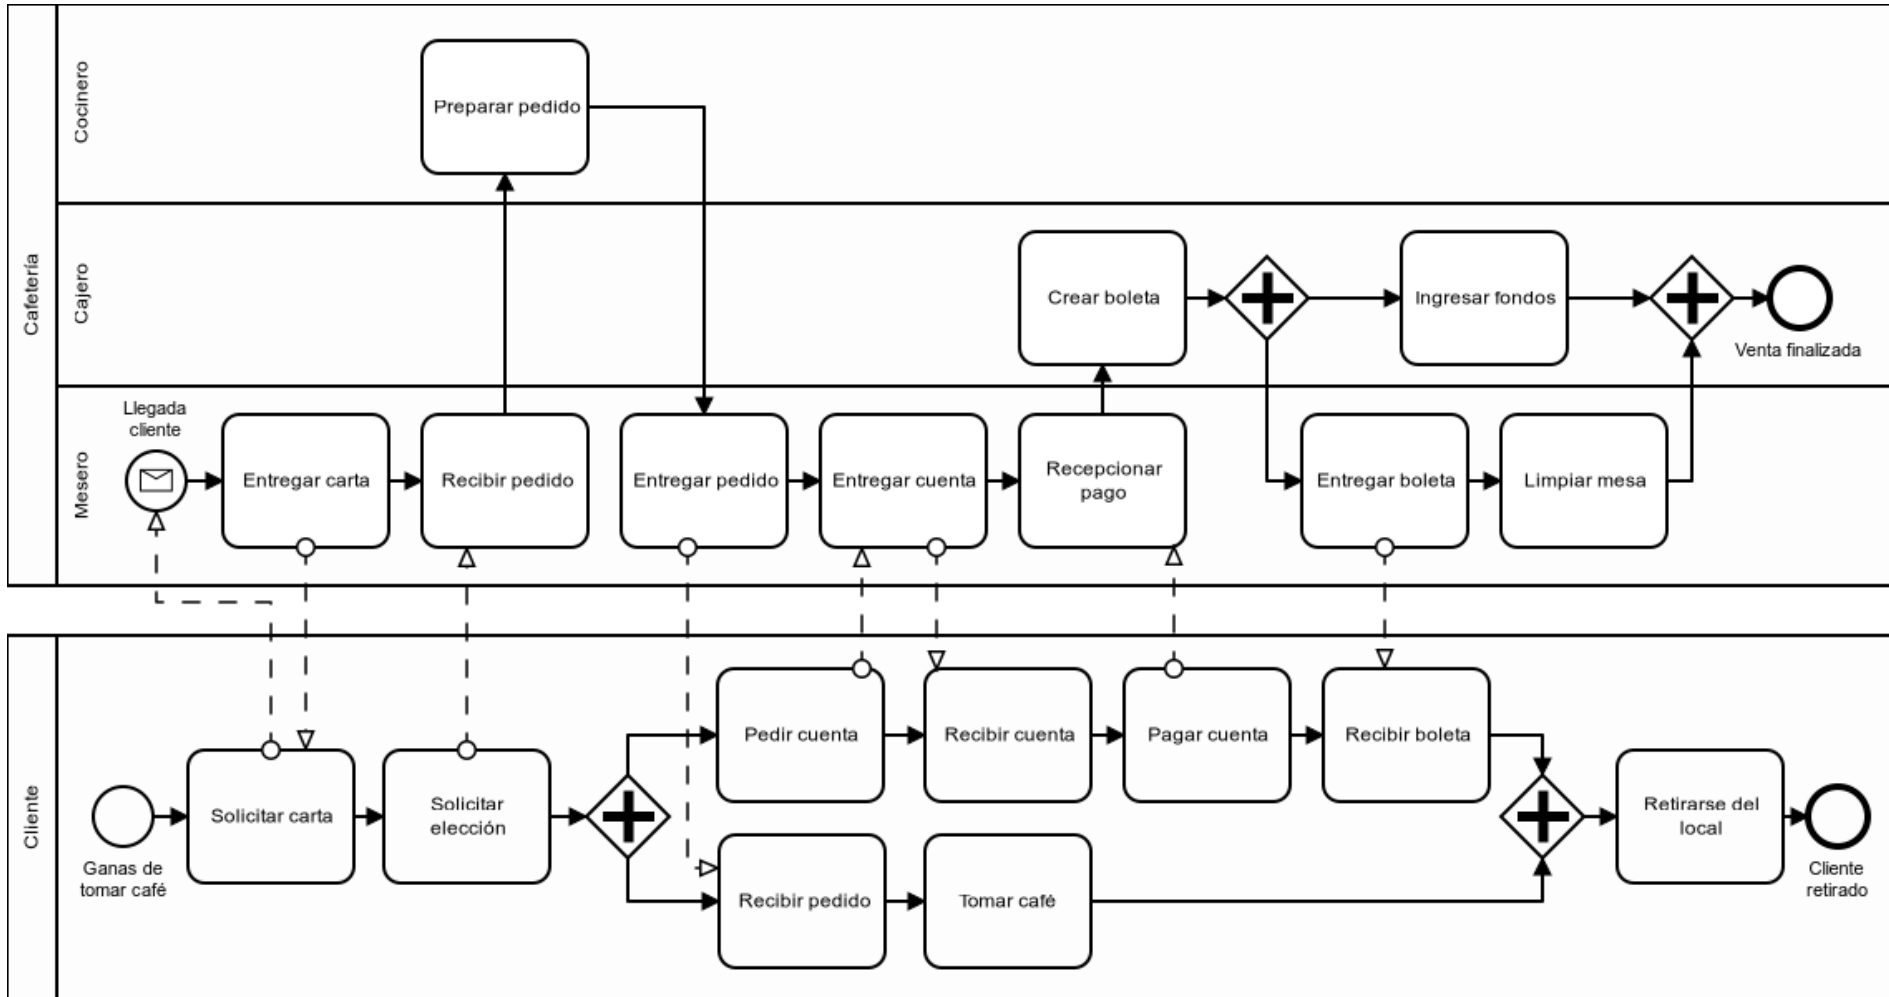 Cafetería
Cocinero
Preparar pedido
Cajero
Crear boleta
Ingresar fondos
Venta finalizada
Mesero
Llegada
cliente
Entregar carta
Recibir pedido
Entregar pedido
Entregar cuenta
Recepcionar
pago
Entregar boleta
Limpiar mesa
Cliente
Ganas de
tomar café
Solicitar carta
Solicitar
elección
Pedir cuenta
Recibir cuenta
Pagar cuenta
Recibir boleta
Recibir pedido
Tomar café
Retirarse del
local
Cliente
retirado